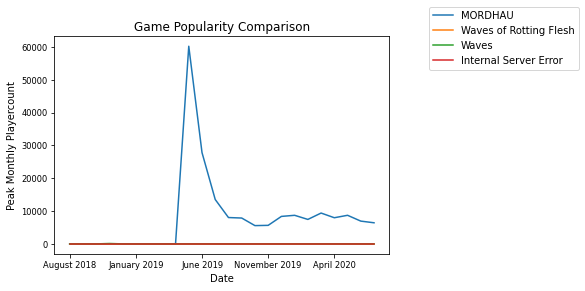 Game Popularity Comparison
MORDHAU
Waves of Rotting Flesh
Waves
Internal Server Error
Peak Monthly Playercount
60000
50000
40000
30000
20000
10000
0
August 2018 January 2019 June 2019 November 2019 April 2020
Date